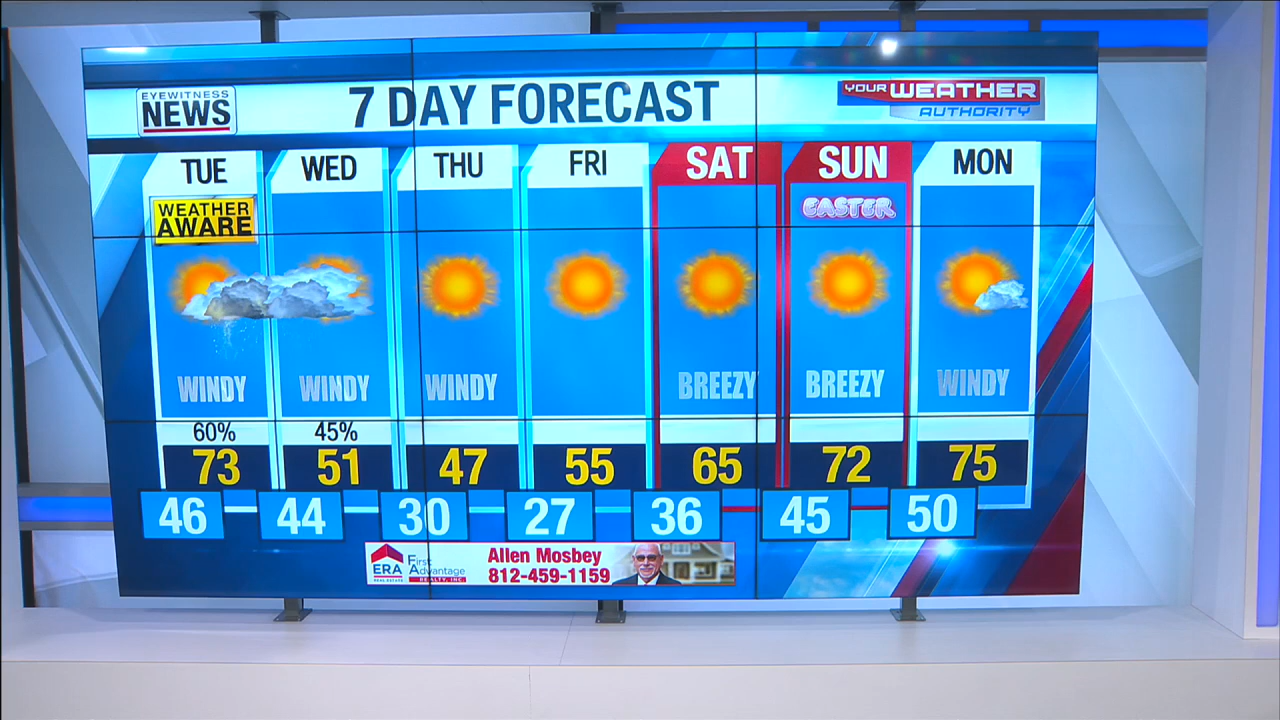 EYEWITNESS
NEWS
7 DAY FORECAST
YOUR WEATHER
AUTHORITY
TUE WED THU FRI SAT SUN MON
WEATHER
AWARE
EASTER
WINDY WINDY WINDY BREEZY BREEZY WINDY
60% 45%
73 51 47 55 65 72 75
46 44 30 27 36 45 50
ERA
REAL ESTATE
First
Advantage
REALTY, INC.
Allen Mosbey
812-459-1159